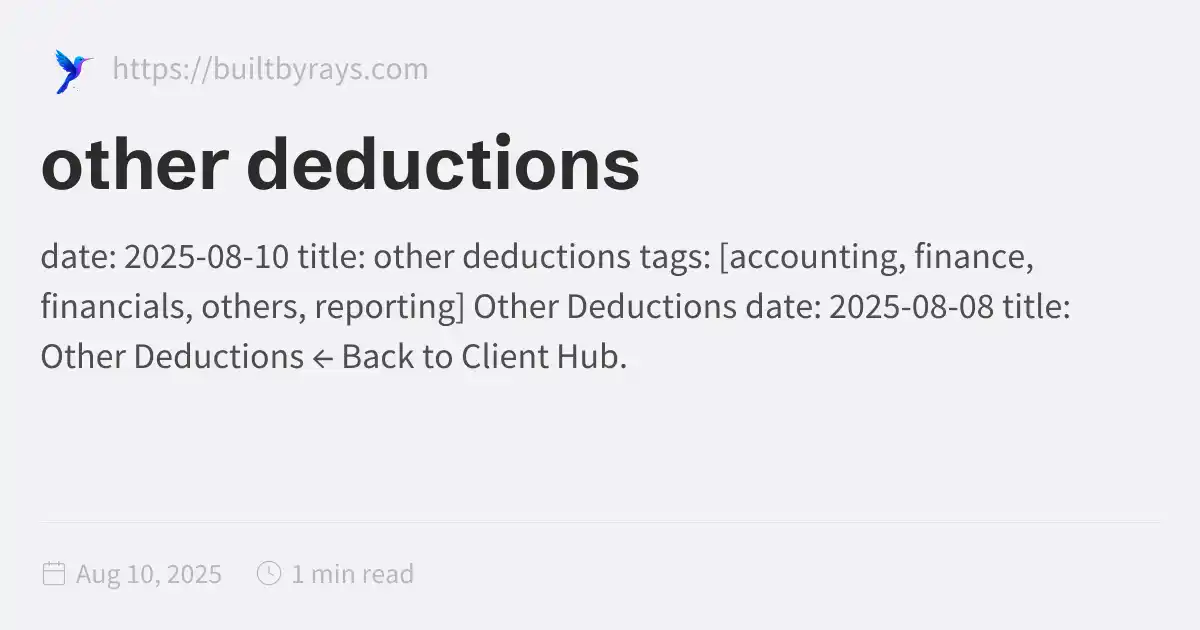 https://builtbyrays.com
other deductions
date: 2025-08-10 title: other deductions tags: [accounting, finance,
financials, others, reporting] Other Deductions date: 2025-08-08 title:
Other Deductions ← Back to Client Hub.
Aug 10, 2025 1 min read